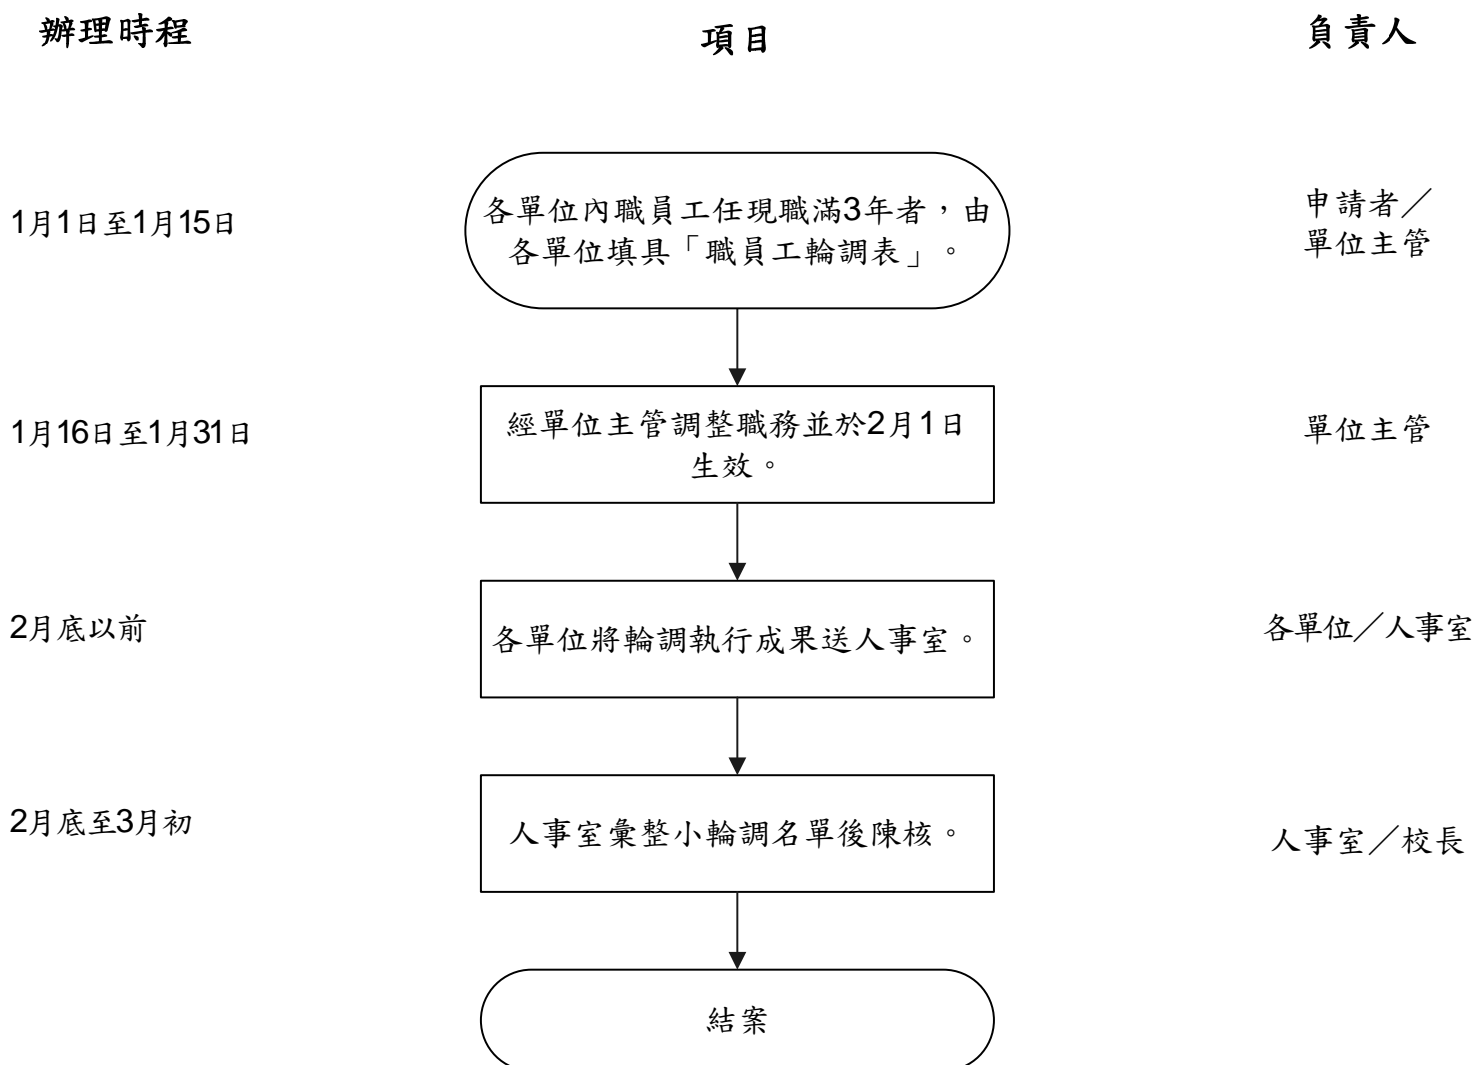 辦理時程
項目
負責人
1月1日至1月15日
各單位內職員工任現職滿3年者，由
各單位填具「職員工輪調表」。
申請者／
單位主管
1月16日至1月31日
經單位主管調整職務並於2月1日
生效。
單位主管
2月底以前
各單位將輪調執行成果送人事室。
各單位／人事室
2月底至3月初
人事室彙整小輪調名單後陳核。
人事室／校長
結案